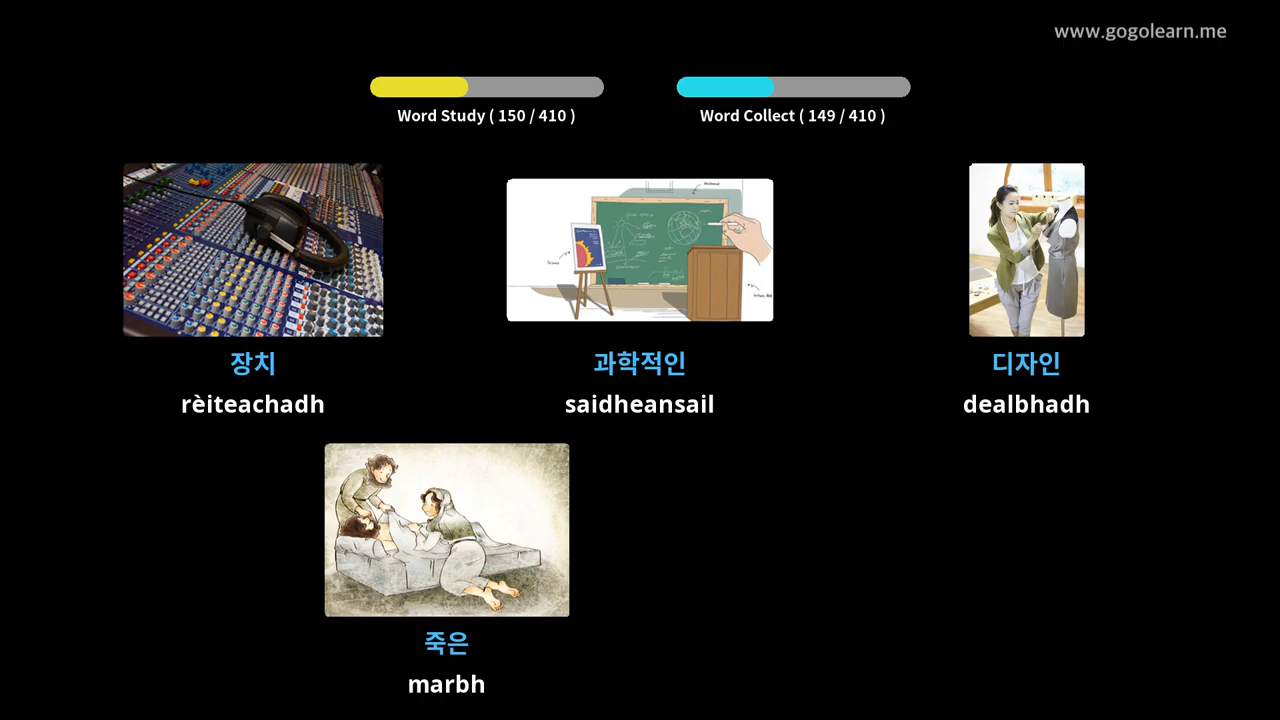 www.gogolearn.me
Word Study ( 150 / 410 )
Word Collect ( 149 / 410 )
장치
rèiteachadh
과학적인
saidheansail
디자인
dealbhadh
죽은
marbh